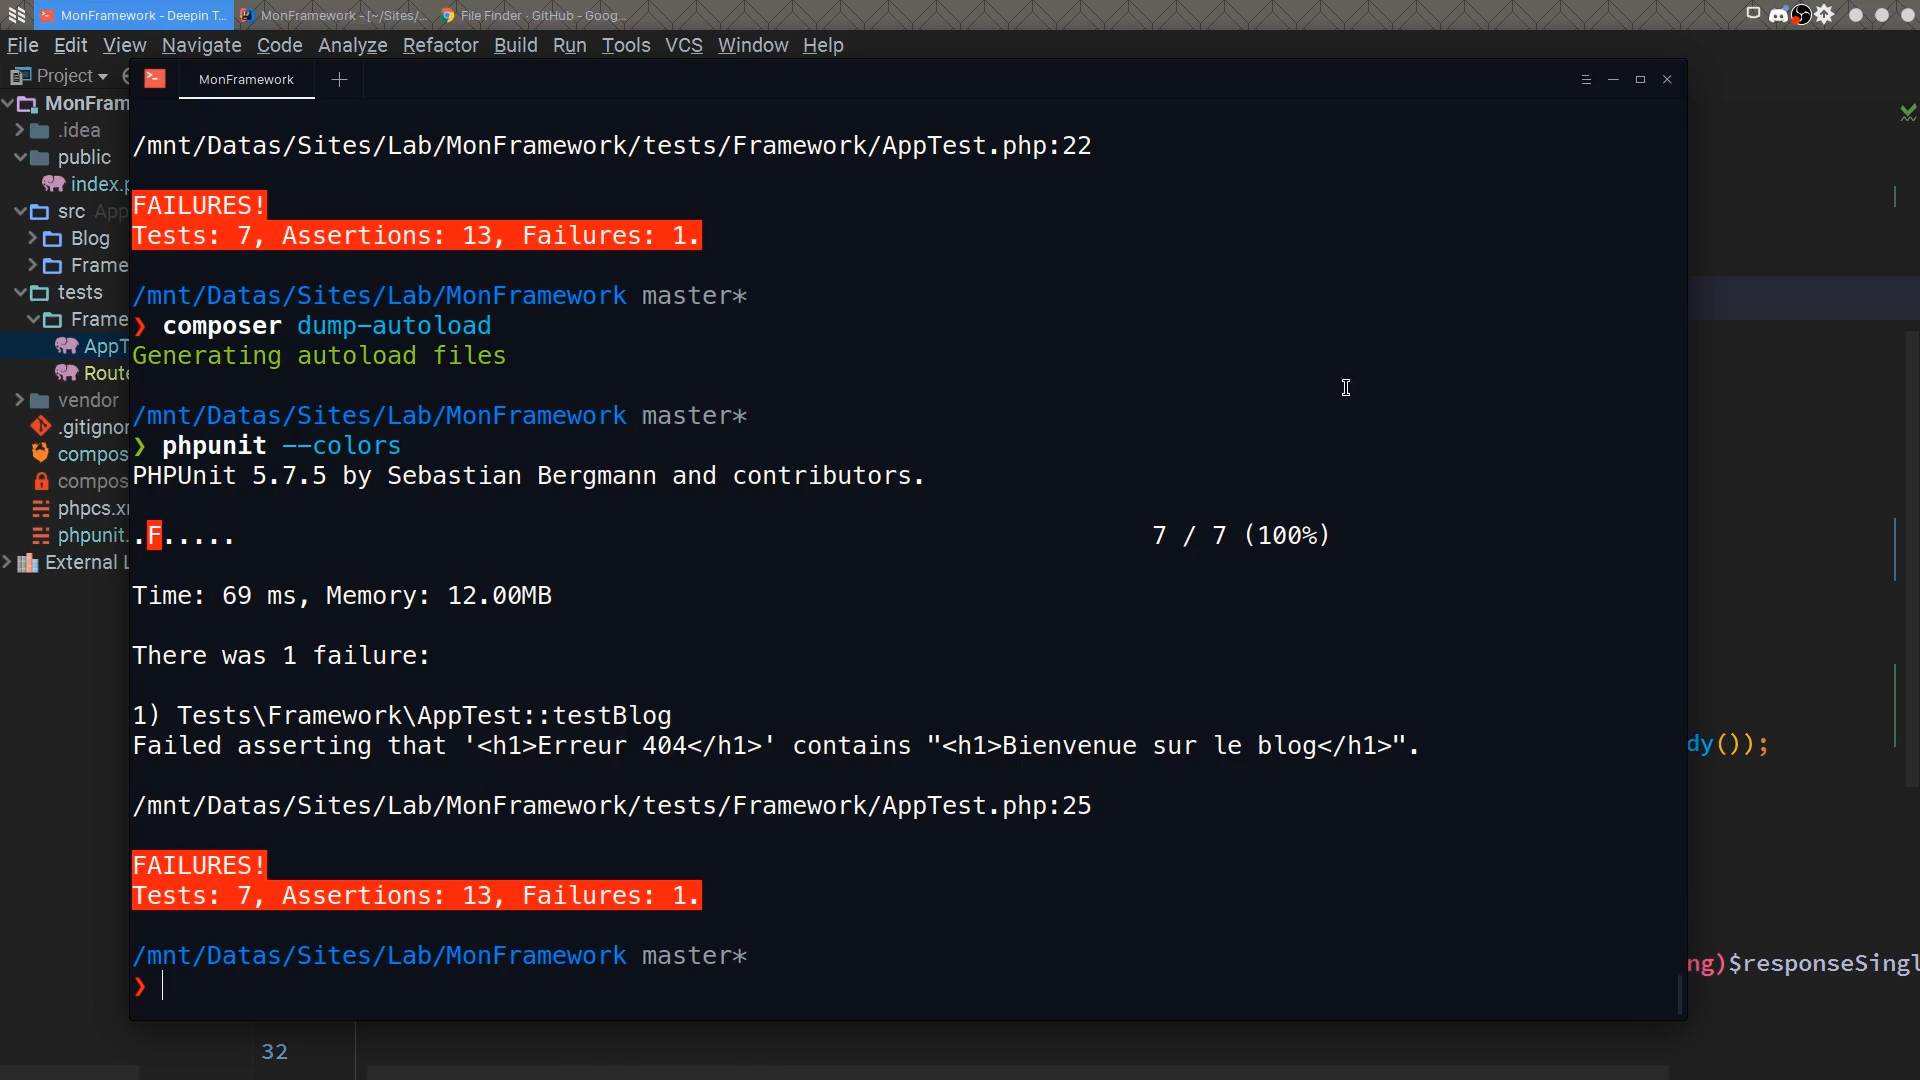 MonFramework - Deepin T...
MonFramework - [~/Sites/...
File Finder · GitHub - Goog...
File Edit View Navigate Code Analyze Refactor Build Run Tools VCS Window Help
Project
MonFramework
MonFram
.idea
public
index.p
src App
Blog
Frame
tests
Frame
AppT
Route
vendor
.gitignor
compos
compos
phpcs.x
phpunit.
External L
/mnt/Datas/Sites/Lab/MonFramework/tests/Framework/AppTest.php:22
FAILURES!
Tests: 7, Assertions: 13, Failures: 1.
/mnt/Datas/Sites/Lab/MonFramework master*
❯ composer dump-autoload
Generating autoload files
/mnt/Datas/Sites/Lab/MonFramework master*
❯ phpunit --colors
PHPUnit 5.7.5 by Sebastian Bergmann and contributors.
.F..... 7 / 7 (100%)
Time: 69 ms, Memory: 12.00MB
There was 1 failure:
1) Tests\Framework\AppTest::testBlog
Failed asserting that '<h1>Erreur 404</h1>' contains "<h1>Bienvenue sur le blog</h1>".
/mnt/Datas/Sites/Lab/MonFramework/tests/Framework/AppTest.php:25
FAILURES!
Tests: 7, Assertions: 13, Failures: 1.
/mnt/Datas/Sites/Lab/MonFramework master*
❯
dy());
ng)$responseSingl
32